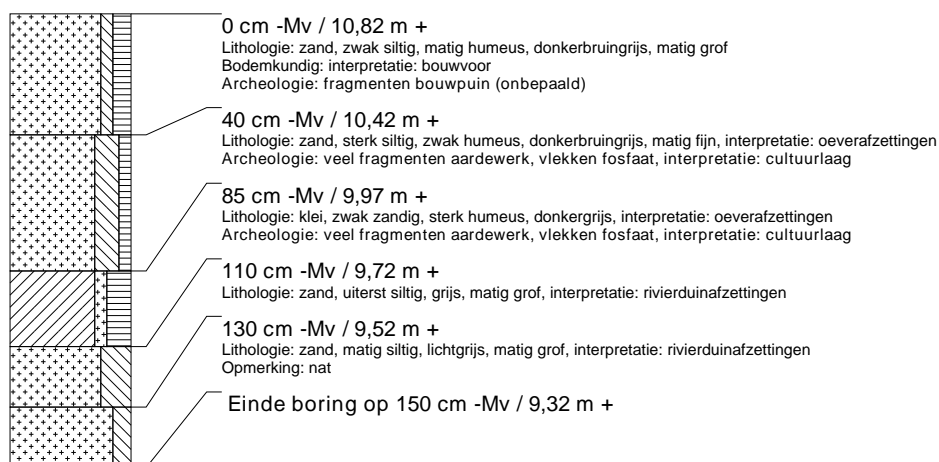 0 cm -Mv / 10,82 m +
Lithologie: zand, zwak siltig, matig humeus, donkerbruingrijs, matig grof
Bodemkundig: interpretatie: bouwvoor
Archeologie: fragmenten bouwpuin (onbepaald)
40 cm -Mv / 10,42 m +
Lithologie: zand, sterk siltig, zwak humeus, donkerbruingrijs, matig fijn, interpretatie: oeverafzettingen
Archeologie: veel fragmenten aardewerk, vlekken fosfaat, interpretatie: cultuurlaag
85 cm -Mv / 9,97 m +
Lithologie: klei, zwak zandig, sterk humeus, donkergrijs, interpretatie: oeverafzettingen
Archeologie: veel fragmenten aardewerk, vlekken fosfaat, interpretatie: cultuurlaag
110 cm -Mv / 9,72 m +
Lithologie: zand, uiterst siltig, grijs, matig grof, interpretatie: rivierduinafzettingen
130 cm -Mv / 9,52 m +
Lithologie: zand, matig siltig, lichtgrijs, matig grof, interpretatie: rivierduinafzettingen
Opmerking: nat
Einde boring op 150 cm -Mv / 9,32 m +